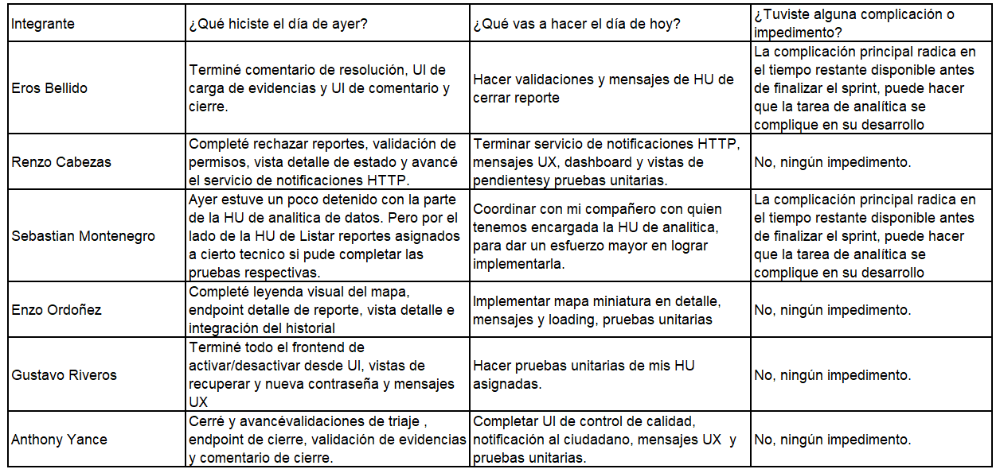 Integrante
¿Qué hiciste el día de ayer?
¿Qué vas a hacer el día de hoy?
¿Tuviste alguna complicación o
impedimento?
Eros Bellido
Terminé comentario de resolución, UI de
carga de evidencias y UI de comentario y
cierre.
Hacer validaciones y mensajes de HU de
cerrar reporte
La complicación principal radica en
el tiempo restante disponible antes
de finalizar el sprint, puede hacer
que la tarea de analítica se
complique en su desarrollo
Renzo Cabezas
Completé rechazar reportes, validación de
permisos, vista detalle de estado y avancé
el servicio de notificaciones HTTP.
Terminar servicio de notificaciones HTTP,
mensajes UX, dashboard y vistas de
pendientesy pruebas unitarias.
No, ningún impedimento.
Sebastian Montenegro
Ayer estuve un poco detenido con la parte
de la HU de analitica de datos. Pero por el
lado de la HU de Listar reportes asignados
a cierto tecnico si pude completar las
pruebas respectivas.
Coordinar con mi compañero con quien
tenemos encargada la HU de analitica,
para dar un esfuerzo mayor en lograr
implementarla.
La complicación principal radica en
el tiempo restante disponible antes
de finalizar el sprint, puede hacer
que la tarea de analítica se
complique en su desarrollo
Enzo Ordoñez
Completé leyenda visual del mapa,
endpoint detalle de reporte, vista detalle e
integración del historial
Implementar mapa miniatura en detalle,
mensajes y loading, pruebas unitarias
No, ningún impedimento.
Gustavo Riveros
Terminé todo el frontend de
activar/desactivar desde UI, vistas de
recuperar y nueva contraseña y mensajes
UX
Hacer pruebas unitarias de mis HU
asignadas.
No, ningún impedimento.
Anthony Yance
Cerré y avancévalidaciones de triaje ,
endpoint de cierre, validación de evidencias
y comentario de cierre.
Completar UI de control de calidad,
notificación al ciudadano, mensajes UX  y
pruebas unitarias.
No, ningún impedimento.